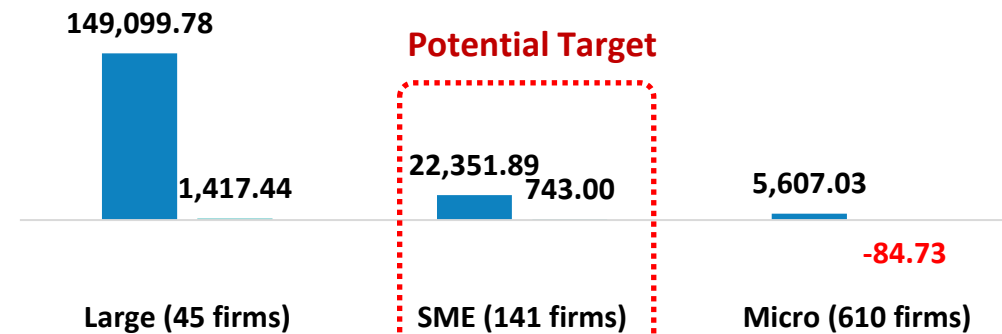 149,099.78
Potential Target
22,351.89
1,417.44
743.00
5,607.03
-84.73
Large (45 firms)
SME (141 firms)
Micro (610 firms)